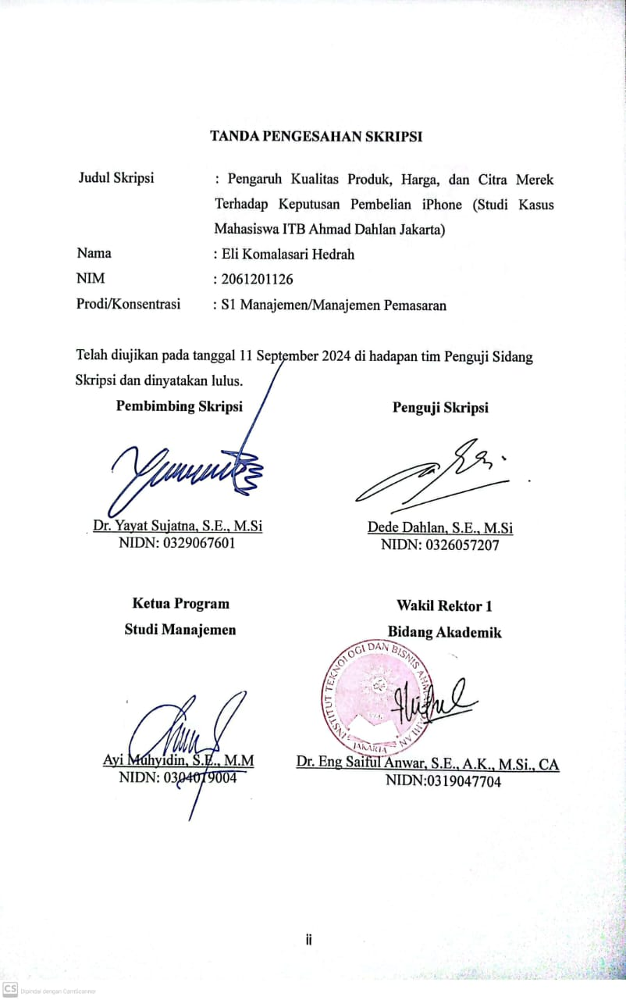 TANDA PENGESAHAN SKRIPSI
Judul Skripsi : Pengaruh Kualitas Produk, Harga, dan Citra Merek
Terhadap Keputusan Pembelian iPhone (Studi Kasus
Mahasiswa ITB Ahmad Dahlan Jakarta)
Nama : Eli Komalasari Hedrah
NIM : 2061201126
Prodi/Konsentrasi : S1 Manajemen/Manajemen Pemasaran
Telah diujikan pada tanggal 11 September 2024 di hadapan tim Penguji Sidang
Skripsi dan dinyatakan lulus.
Pembimbing Skripsi
Dr. Yayat Sujatna, S.E., M.Si
NIDN: 0329067601
Penguji Skripsi
Dede Dahlan, S.E., M.Si
NIDN: 0326057207
Ketua Program
Studi Manajemen
Ayi Muhyidin, S.E., M.M
NIDN: 0304019004
Wakil Rektor 1
Bidang Akademik
INSTITUT TEKNOLOGI DAN BISNIS AHMAD DAHLAN
JAKARTA
Dr. Eng Saiful Anwar, S.E., A.K., M.Si., CA
NIDN:0319047704
ii
CS Dipindai dengan CamScanner